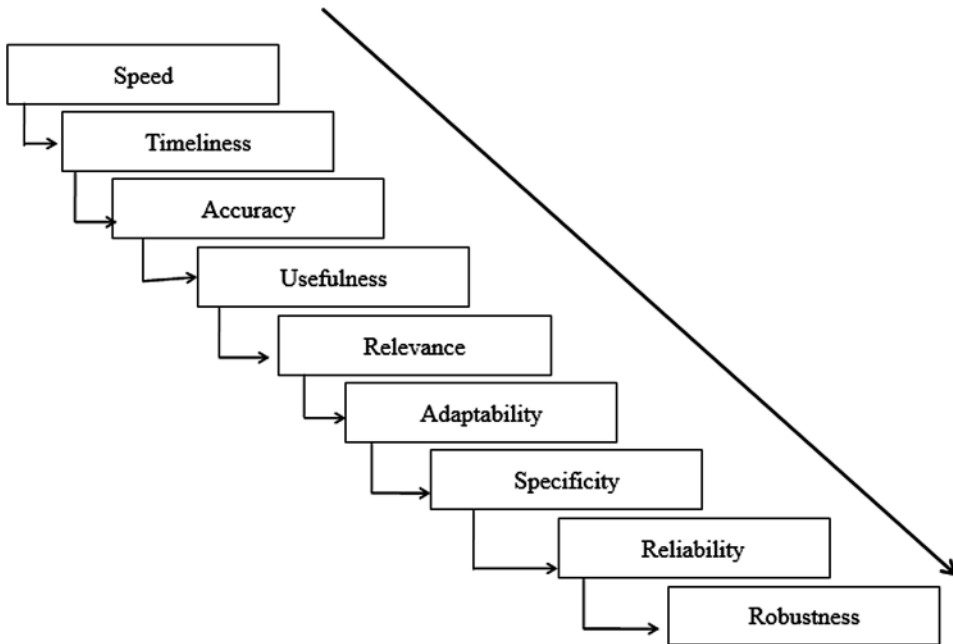 Speed
Timeliness
Accuracy
Usefulness
Relevance
Adaptability
Specificity
Reliability
Robustness